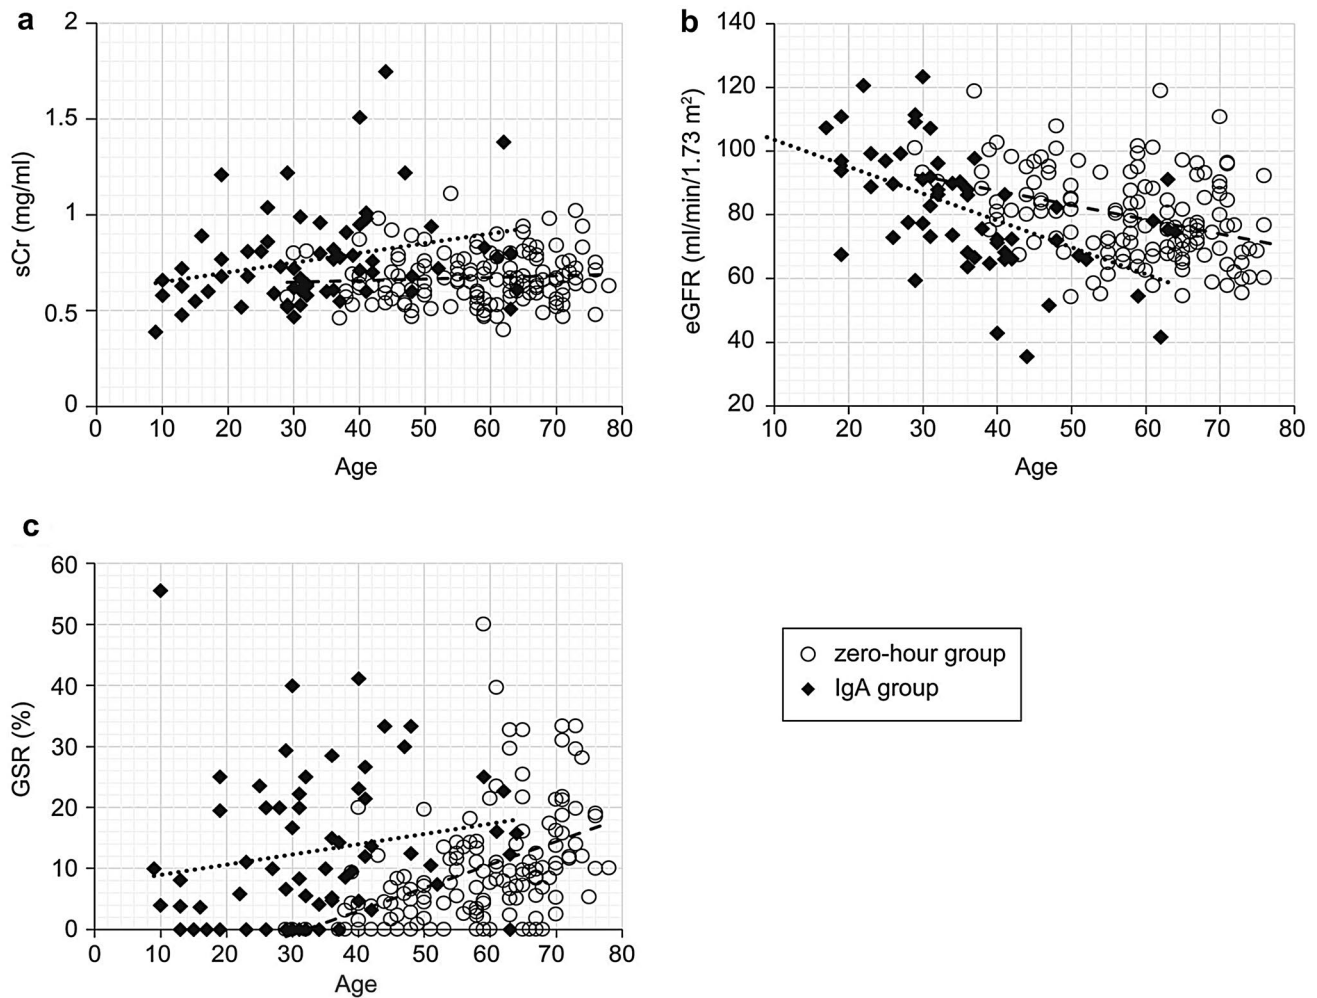 a
2
1.5
1
0.5
0
sCr (mg/ml)
0 10 20 30 40 50 60 70 80
Age
b
140
120
100
80
60
40
20
eGFR (ml/min/1.73 m²)
10 20 30 40 50 60 70 80
Age
c
60
50
40
30
20
10
0
GSR (%)
0 10 20 30 40 50 60 70 80
Age
zero-hour group
IgA group